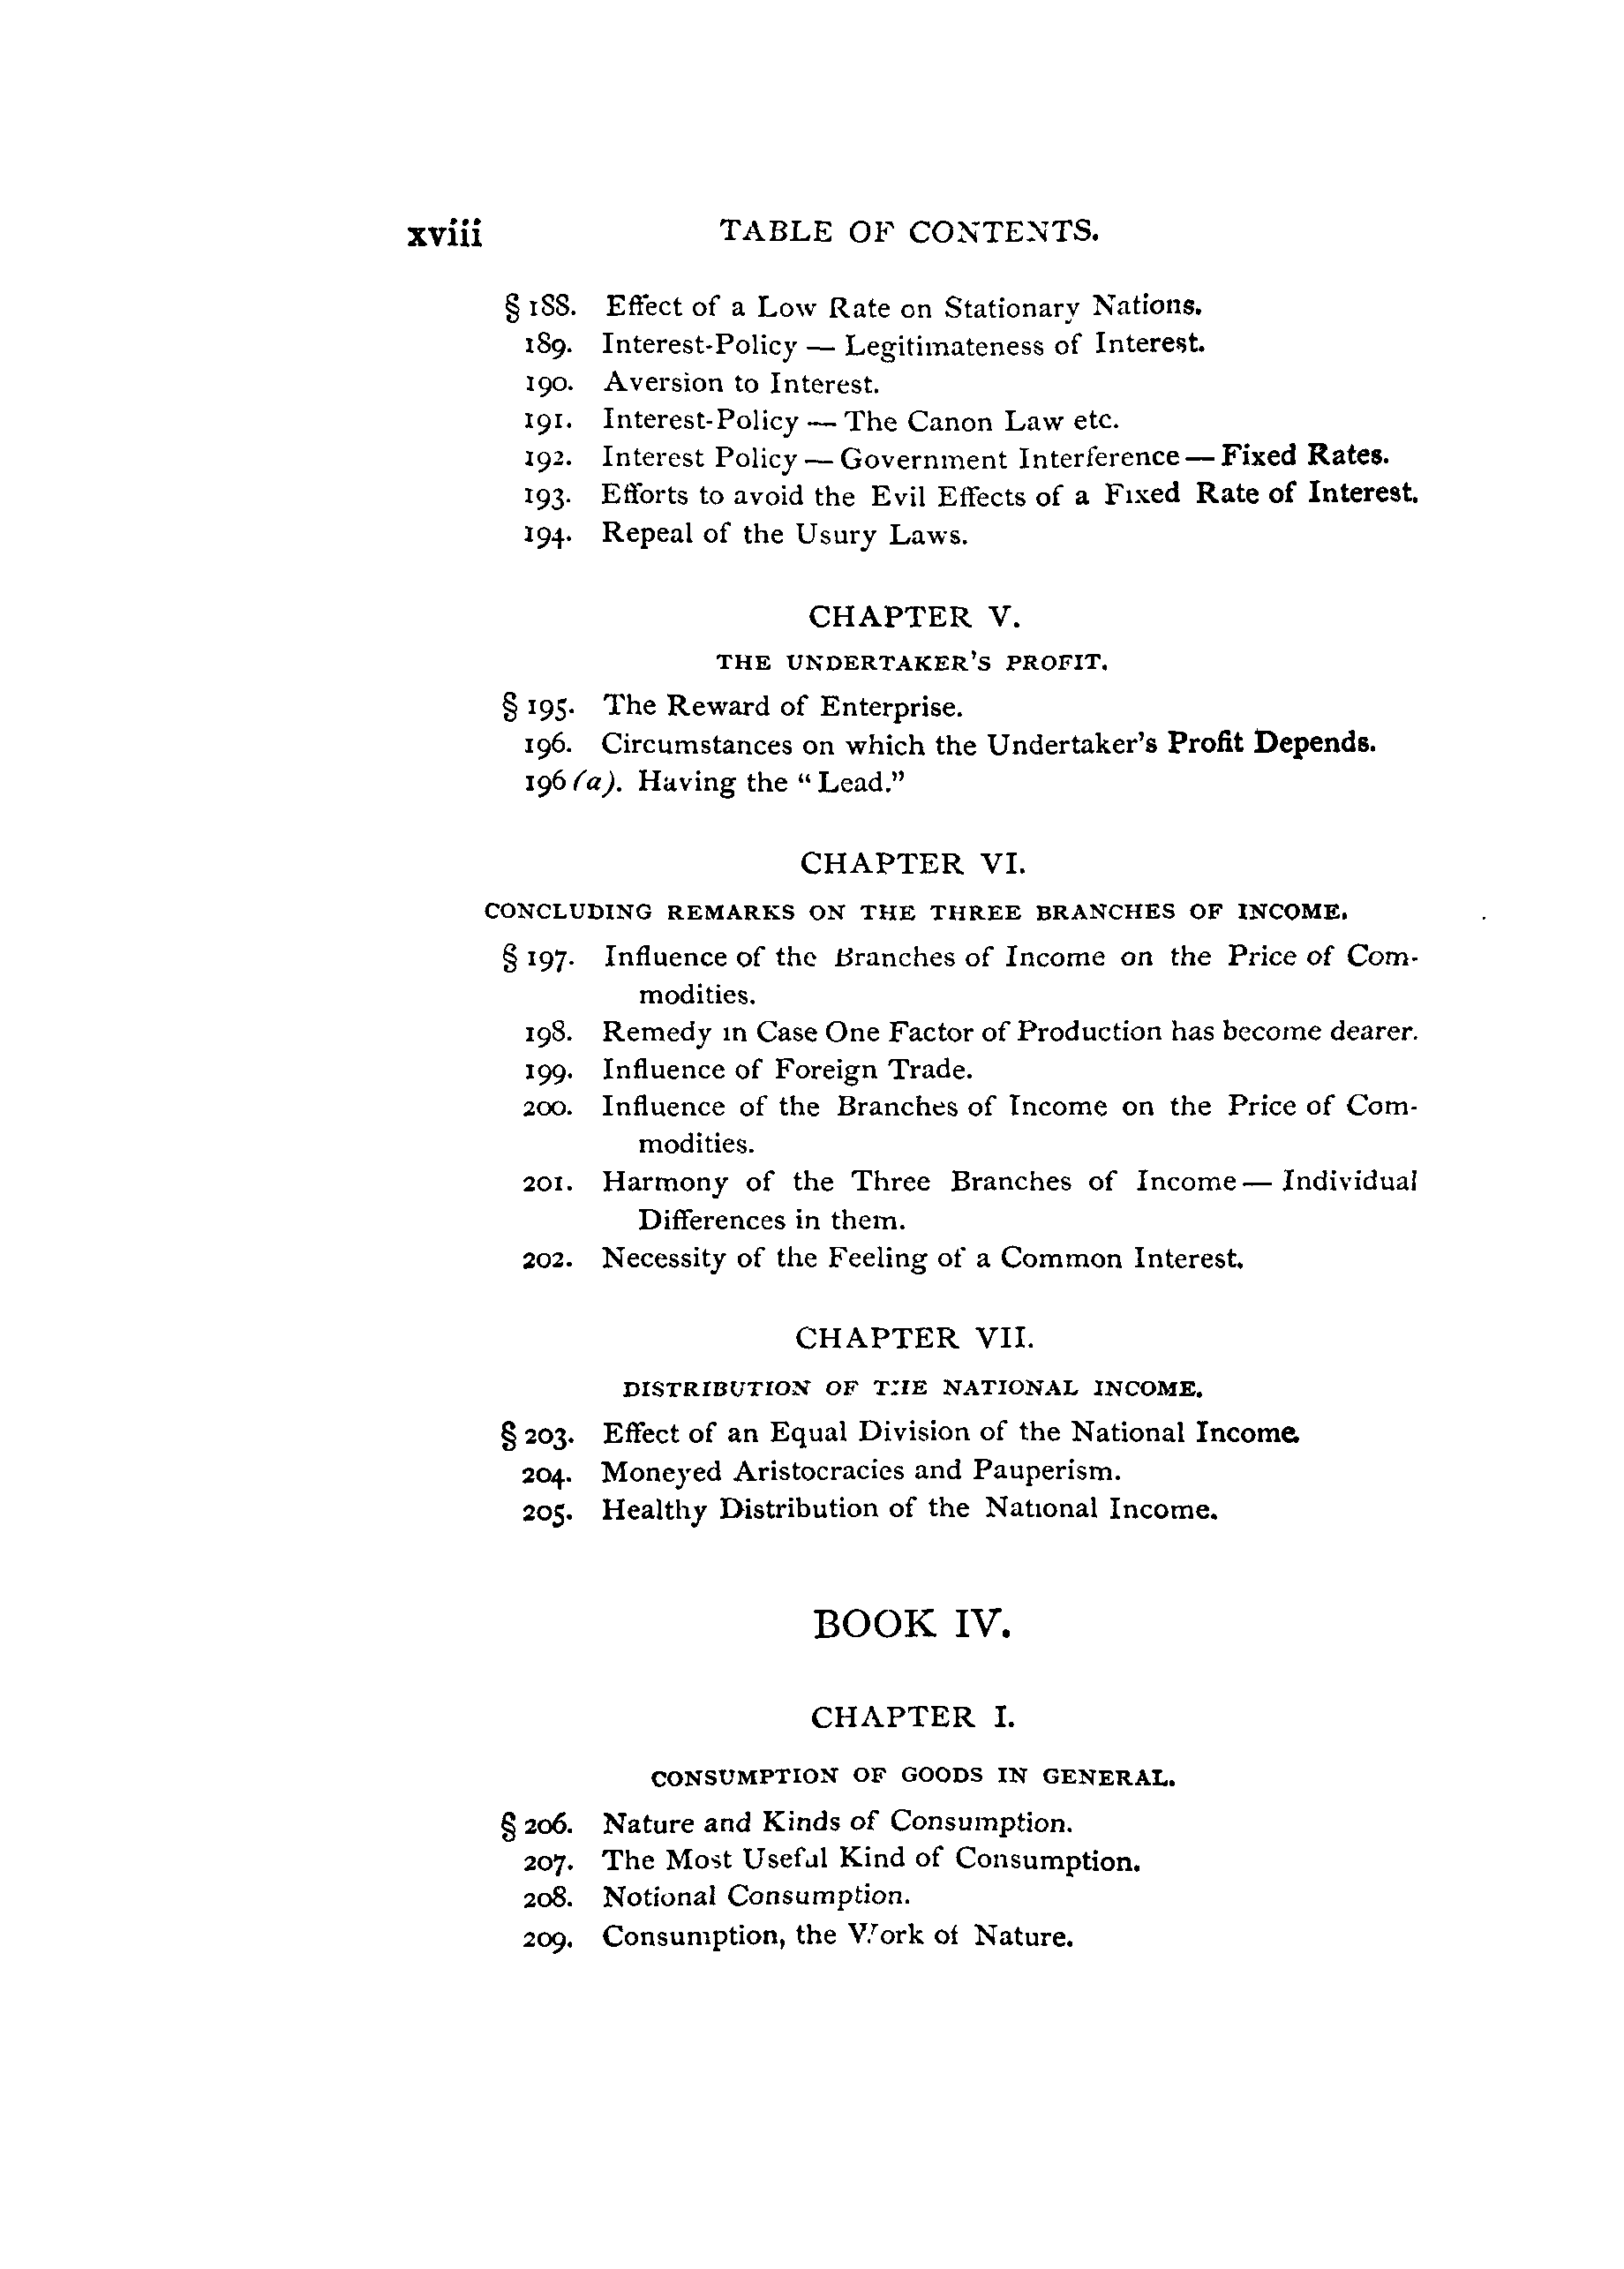 xviii TABLE OF CONTENTS.
§ 188. Effect of a Low Rate on Stationary Nations.
189. Interest-Policy — Legitimateness of Interest.
190. Aversion to Interest.
191. Interest-Policy — The Canon Law etc.
192. Interest Policy — Government Interference — Fixed Rates.
193. Efforts to avoid the Evil Effects of a Fixed Rate of Interest.
194. Repeal of the Usury Laws.
CHAPTER V.
THE UNDERTAKER'S PROFIT.
§ 195. The Reward of Enterprise.
196. Circumstances on which the Undertaker's Profit Depends.
196 (a). Having the “Lead.”
CHAPTER VI.
CONCLUDING REMARKS ON THE THREE BRANCHES OF INCOME.
§ 197. Influence of the Branches of Income on the Price of Com-
modities.
198. Remedy in Case One Factor of Production has become dearer.
199. Influence of Foreign Trade.
200. Influence of the Branches of Income on the Price of Com-
modities.
201. Harmony of the Three Branches of Income — Individual
Differences in them.
202. Necessity of the Feeling of a Common Interest.
CHAPTER VII.
DISTRIBUTION OF THE NATIONAL INCOME.
§ 203. Effect of an Equal Division of the National Income.
204. Moneyed Aristocracies and Pauperism.
205. Healthy Distribution of the National Income.
BOOK IV.
CHAPTER I.
CONSUMPTION OF GOODS IN GENERAL.
§ 206. Nature and Kinds of Consumption.
207. The Most Useful Kind of Consumption.
208. Notional Consumption.
209. Consumption, the Work of Nature.